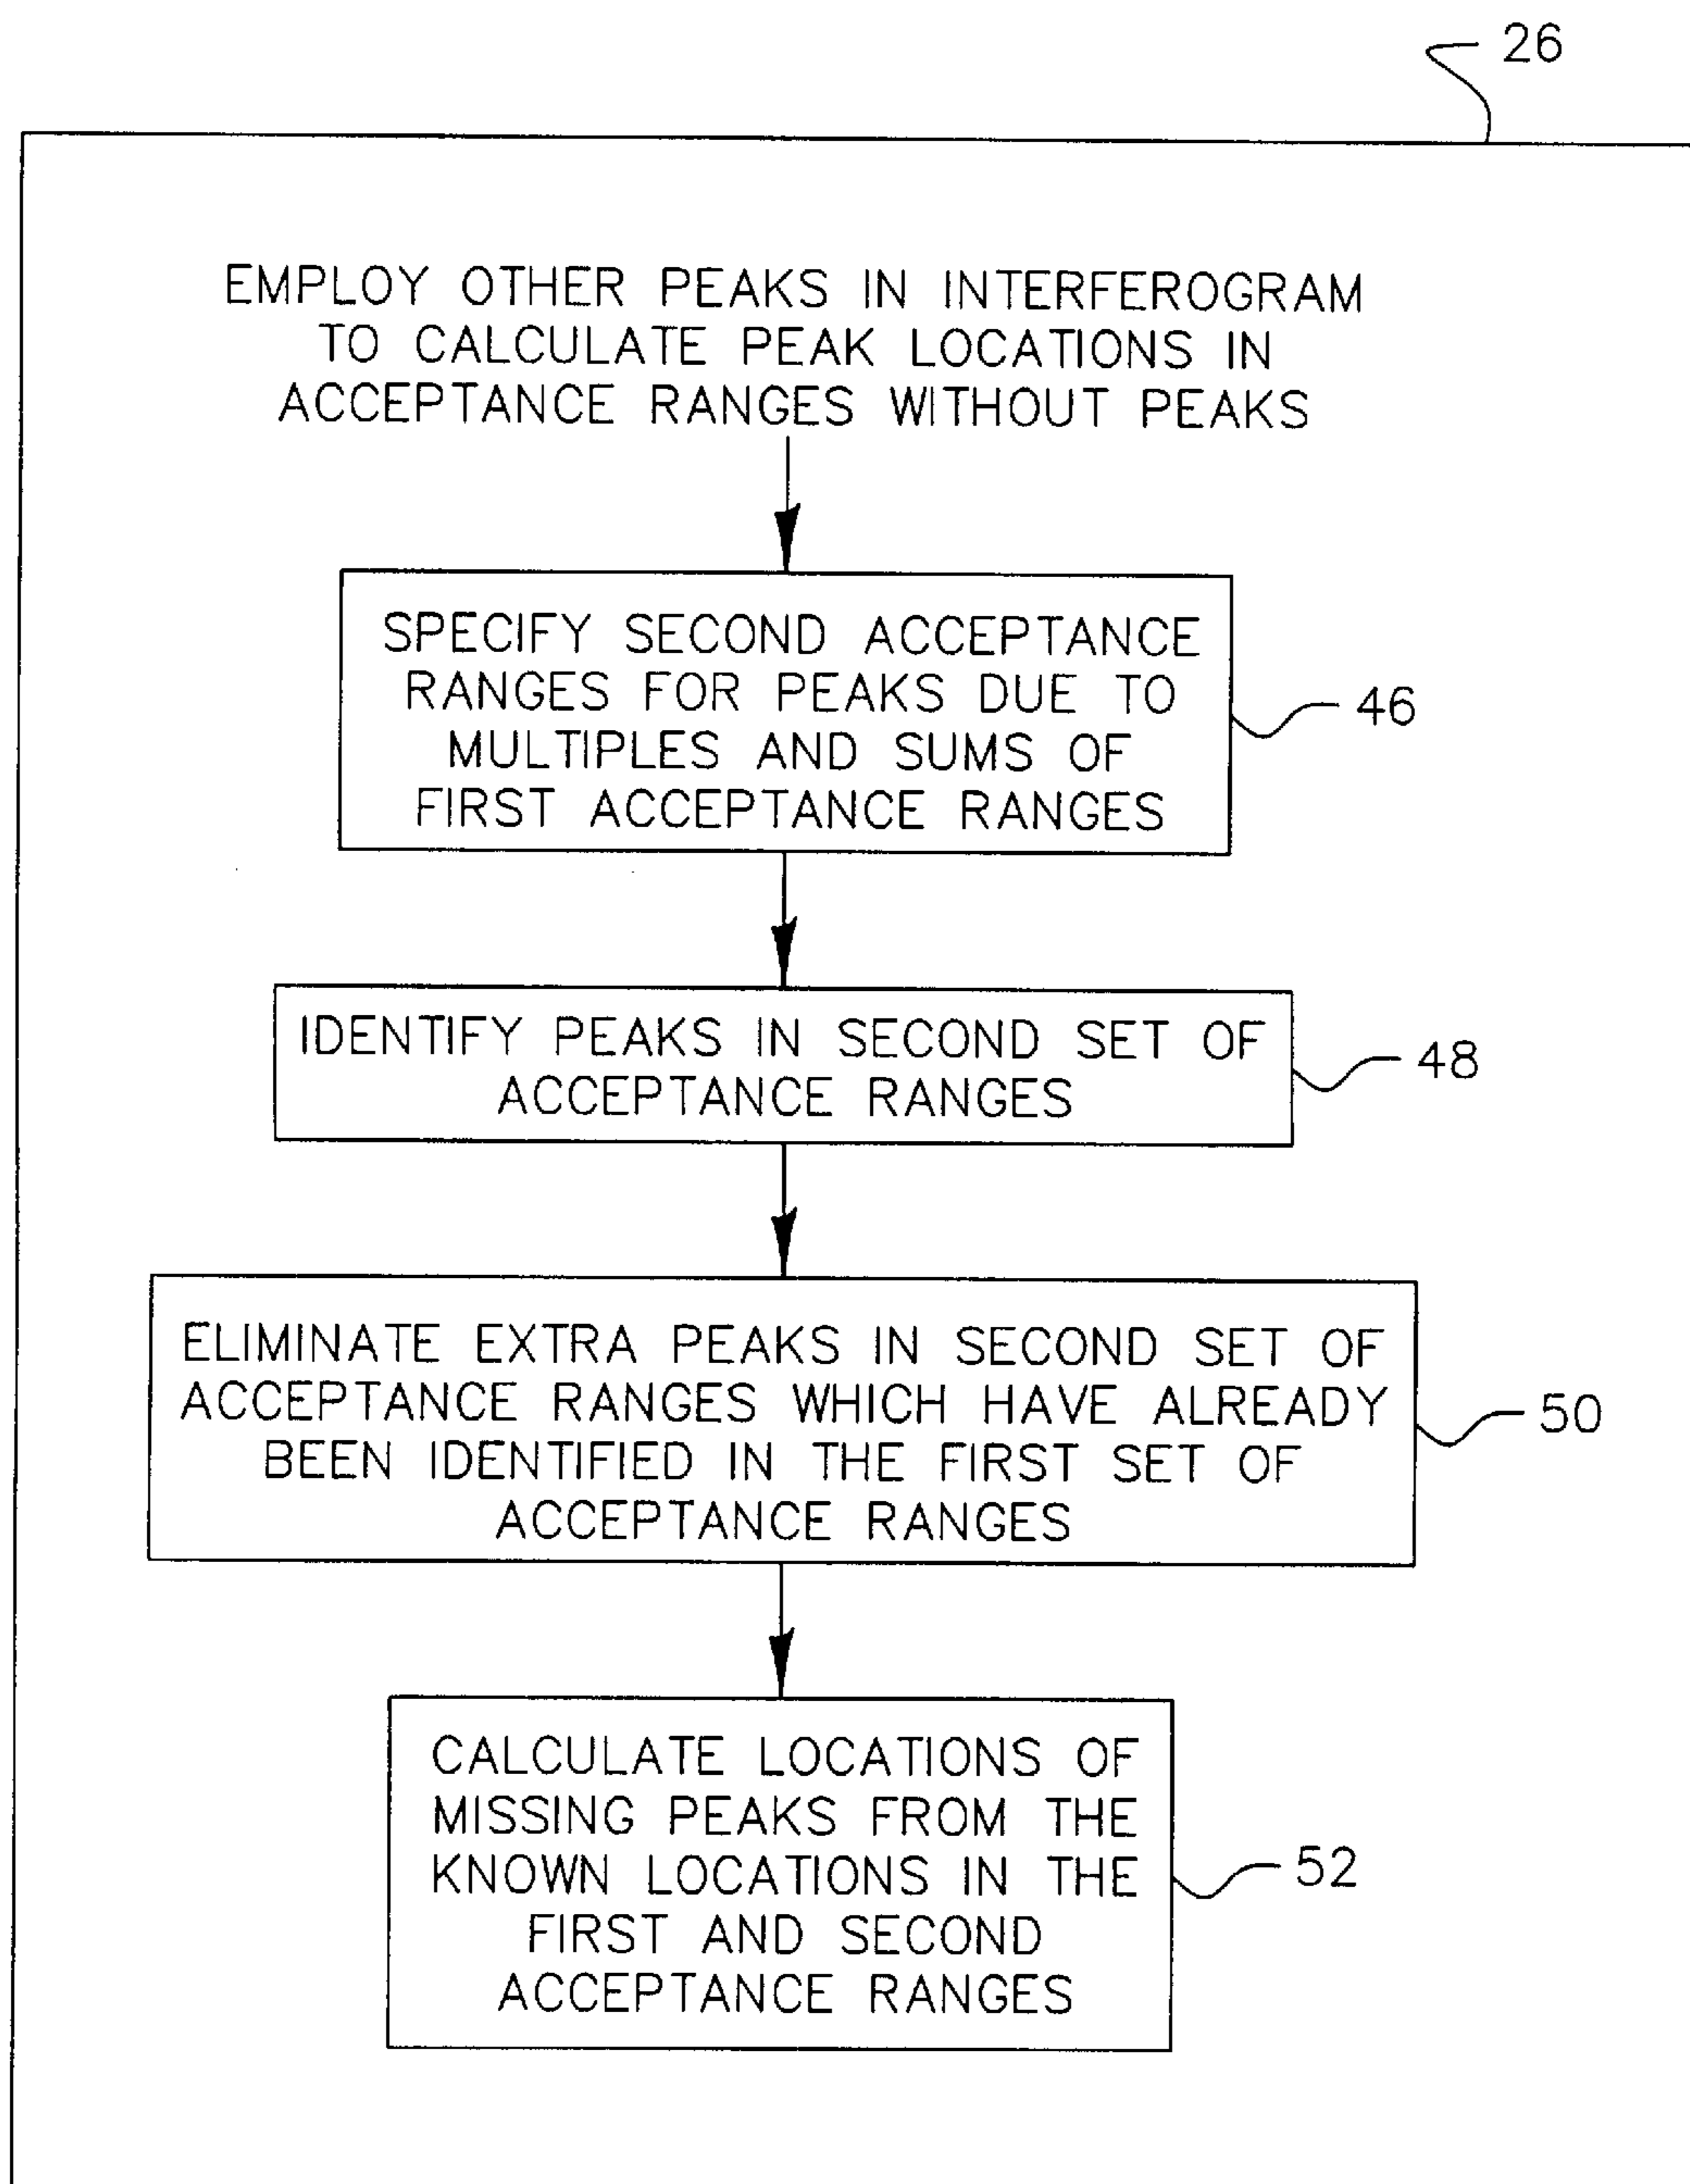 26
EMPLOY OTHER PEAKS IN INTERFEROGRAM
TO CALCULATE PEAK LOCATIONS IN
ACCEPTANCE RANGES WITHOUT PEAKS
SPECIFY SECOND ACCEPTANCE
RANGES FOR PEAKS DUE TO
MULTIPLES AND SUMS OF
FIRST ACCEPTANCE RANGES
46
IDENTIFY PEAKS IN SECOND SET OF
ACCEPTANCE RANGES
48
ELIMINATE EXTRA PEAKS IN SECOND SET OF
ACCEPTANCE RANGES WHICH HAVE ALREADY
BEEN IDENTIFIED IN THE FIRST SET OF
ACCEPTANCE RANGES
50
CALCULATE LOCATIONS OF
MISSING PEAKS FROM THE
KNOWN LOCATIONS IN THE
FIRST AND SECOND
ACCEPTANCE RANGES
52